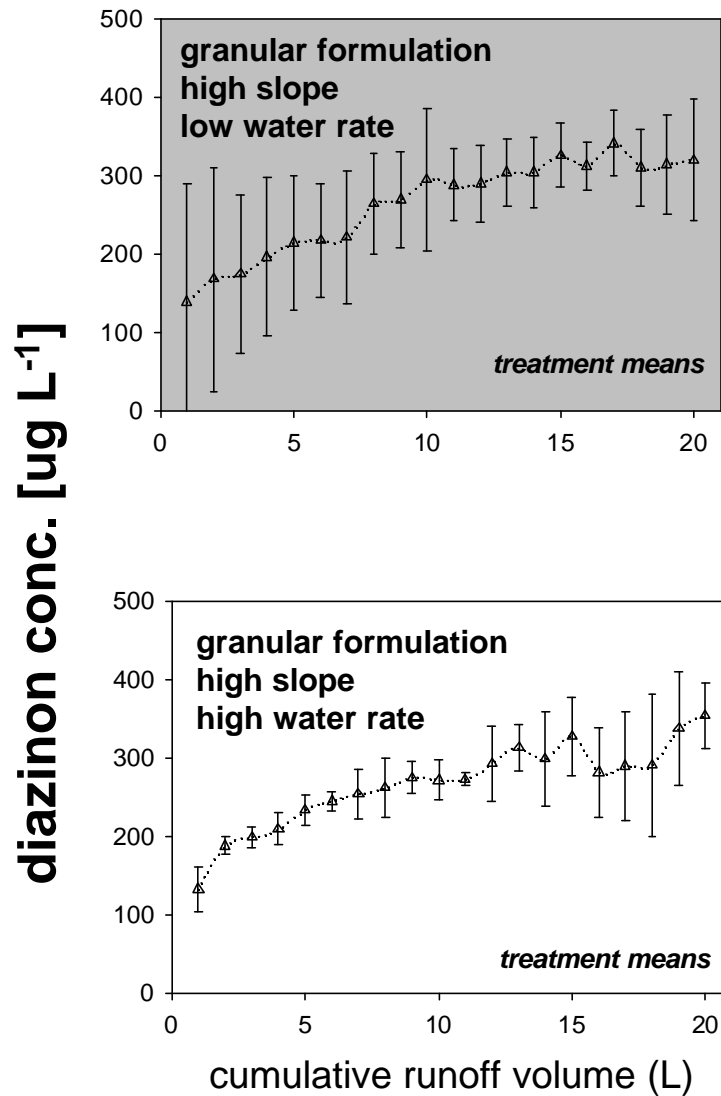 diazinon conc. [ug L-1]
500
400
300
200
100
0
granular formulation
high slope
low water rate
treatment means
0 5 10 15 20
500
400
300
200
100
0
granular formulation
high slope
high water rate
treatment means
0 5 10 15 20
cumulative runoff volume (L)